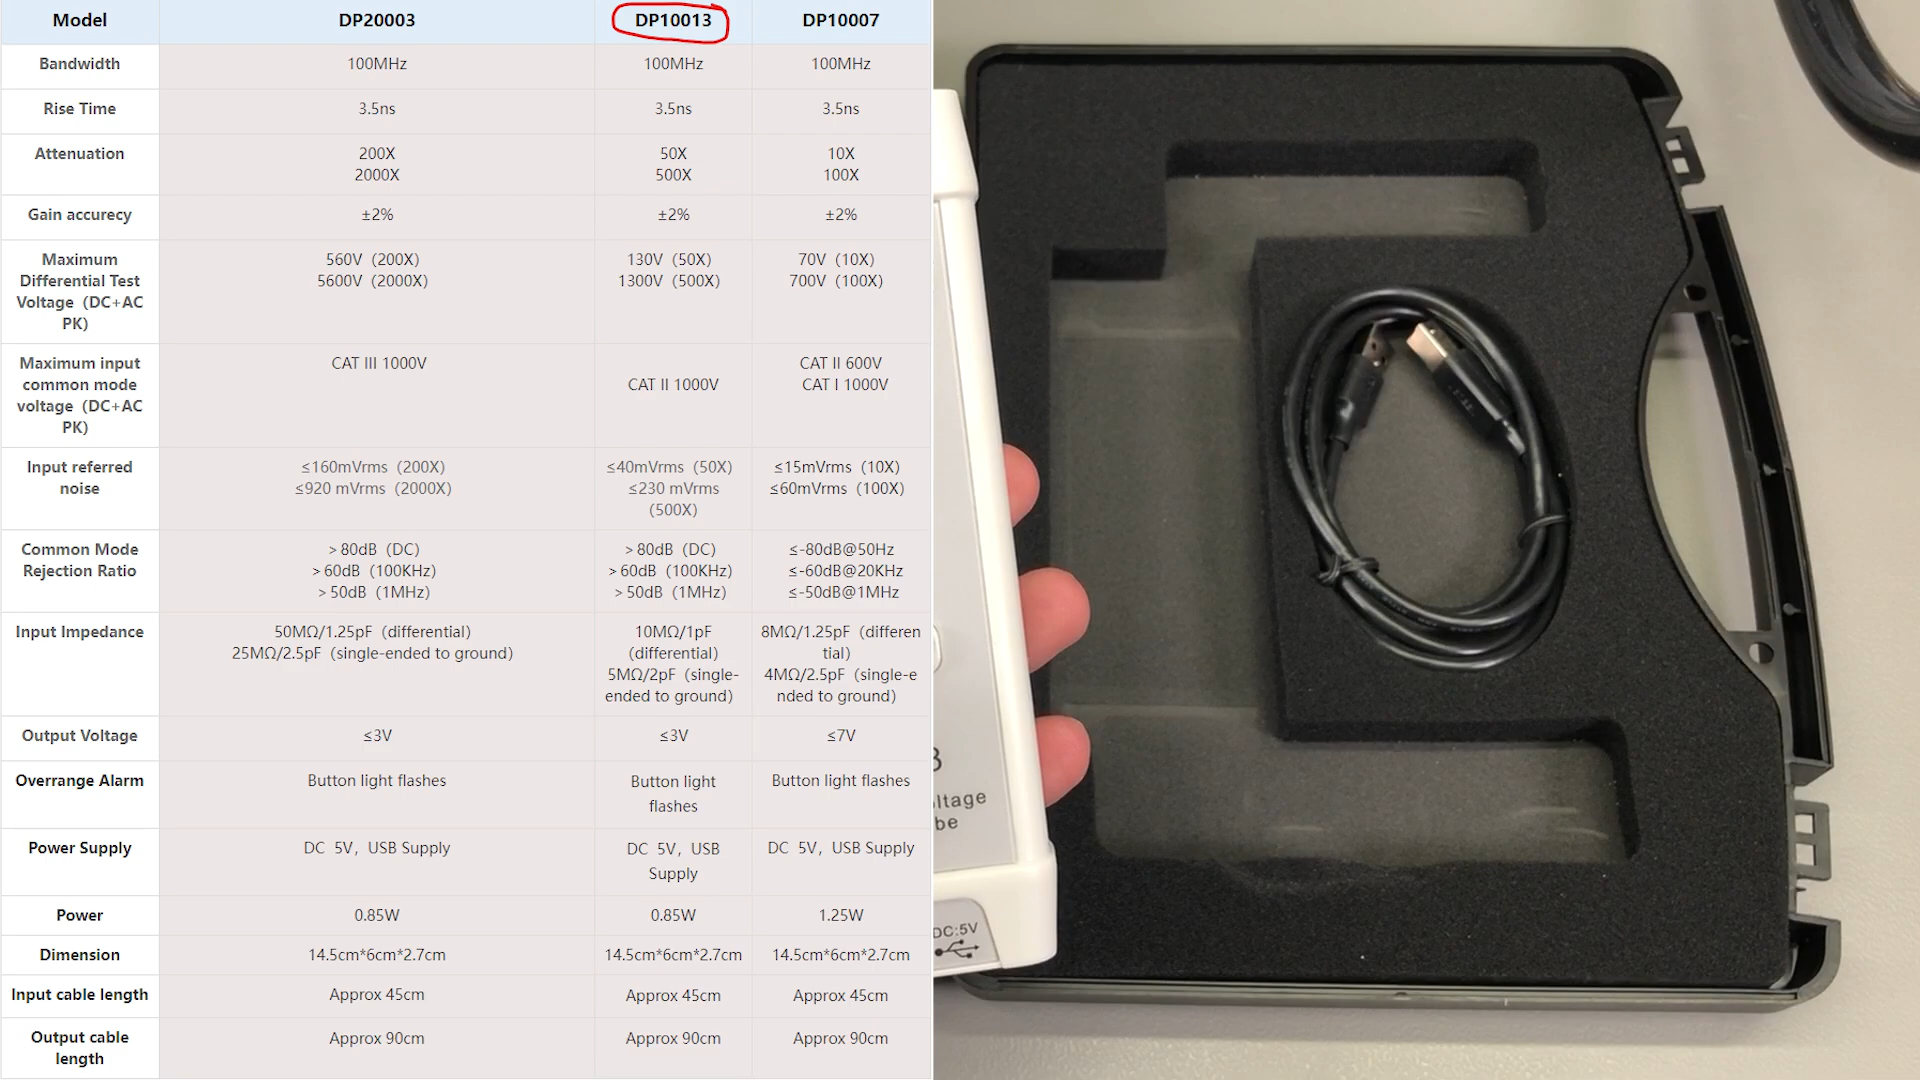 Model DP20003 DP10013 DP10007
Bandwidth 100MHz 100MHz 100MHz
Rise Time 3.5ns 3.5ns 3.5ns
Attenuation 200X 50X 10X
2000X 500X 100X
Gain accurecy ±2% ±2% ±2%
Maximum 560V (200X) 130V (50X) 70V (10X)
Differential Test 5600V (2000X) 1300V (500X) 700V (100X)
Voltage (DC+AC
PK)
Maximum input CAT III 1000V CAT II 600V
common mode CAT II 1000V CAT I 1000V
voltage (DC+AC
PK)
Input referred ≤160mVrms (200X) ≤40mVrms (50X) ≤15mVrms (10X)
noise ≤920 mVrms (2000X) ≤230 mVrms ≤60mVrms (100X)
(500X)
Common Mode >80dB (DC) >80dB (DC) ≤-80dB@50Hz
Rejection Ratio >60dB (100KHz) >60dB (100KHz) ≤-60dB@20KHz
>50dB (1MHz) >50dB (1MHz) ≤-50dB@1MHz
Input Impedance 50MΩ/1.25pF (differential) 10MΩ/1pF 8MΩ/1.25pF (differen
25MΩ/2.5pF (single-ended to ground) (differential) tial)
5MΩ/2pF (single- 4MΩ/2.5pF (single-e
ended to ground) nded to ground)
Output Voltage ≤3V ≤3V ≤7V
Overrange Alarm Button light flashes Button light Button light flashes
flashes
Power Supply DC 5V, USB Supply DC 5V, USB DC 5V, USB Supply
Supply
Power 0.85W 0.85W 1.25W
Dimension 14.5cm*6cm*2.7cm 14.5cm*6cm*2.7cm 14.5cm*6cm*2.7cm
Input cable length Approx 45cm Approx 45cm Approx 45cm
Output cable Approx 90cm Approx 90cm Approx 90cm
length
3
ltage
be
DC:5V